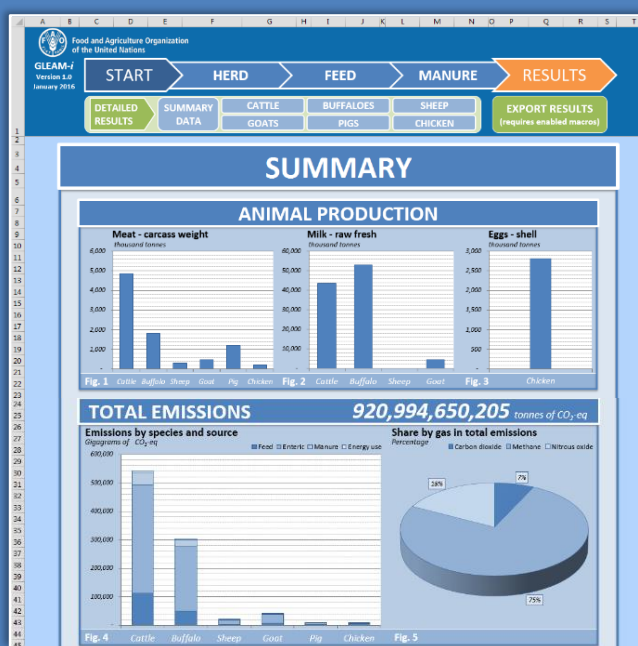 A B C D E F G H I J K L M N O P Q R S T
Food and Agriculture Organization
of the United Nations
GLEAM-i
Version 1.0
January 2016
START HERD FEED MANURE RESULTS
DETAILED RESULTS
SUMMARY DATA
CATTLE BUFFALOES SHEEP
GOATS PIGS CHICKEN
EXPORT RESULTS
(requires enabled macros)
SUMMARY
ANIMAL PRODUCTION
Meat - carcass weight
thousand tonnes
6,000
5,000
4,000
3,000
2,000
1,000
-
Fig. 1 Cattle Buffalo Sheep Goat Pig Chicken
Milk - raw fresh
thousand tonnes
60,000
50,000
40,000
30,000
20,000
10,000
-
Fig. 2 Cattle Buffalo Sheep Goat
Eggs - shell
thousand tonnes
3,000
2,500
2,000
1,500
1,000
500
-
Fig. 3 Chicken
TOTAL EMISSIONS 920,994,650,205 tonnes of CO₂-eq
Emissions by species and source
Gigagrams of CO₂-eq
Feed Enteric Manure Energy use
600,000
500,000
400,000
300,000
200,000
100,000
-
Fig. 4 Cattle Buffalo Sheep Goat Pig Chicken
Share by gas in total emissions
Percentage
Carbon dioxide Methane Nitrous oxide
18%
7%
75%
Fig. 5